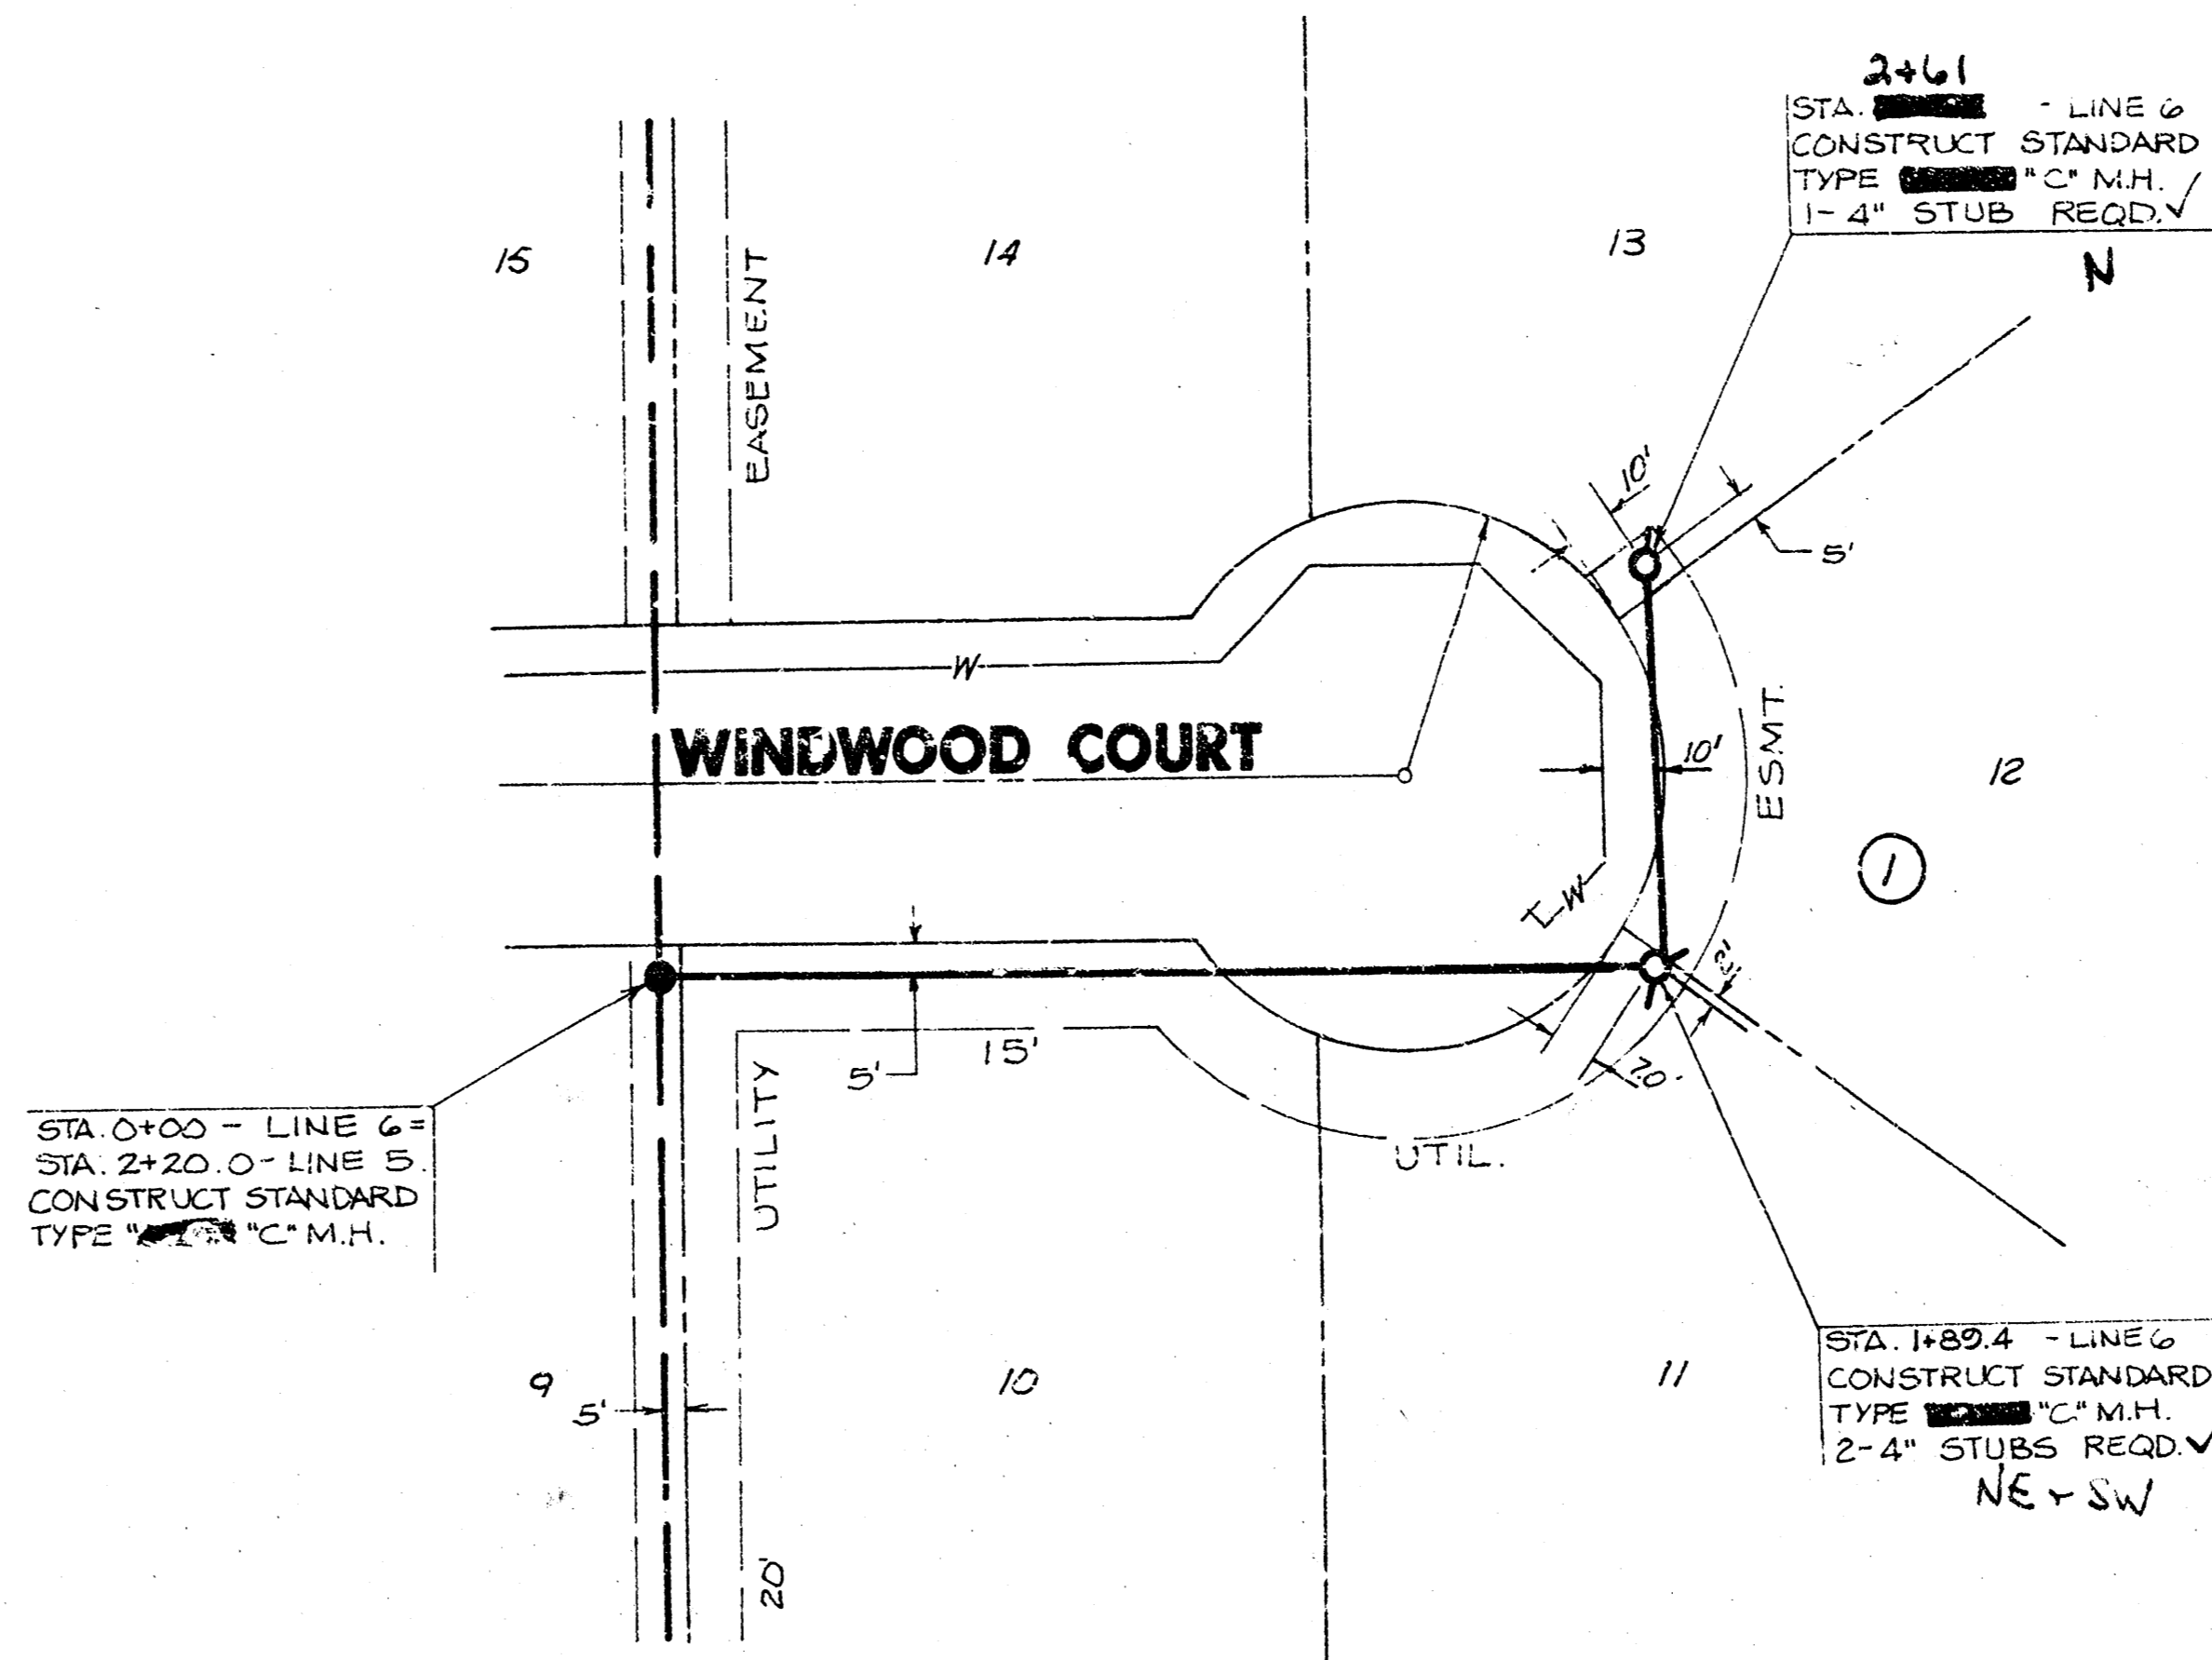 2+61
STA. - LINE 6
CONSTRUCT STANDARD
TYPE "C" M.H.
1-4" STUB REQD. ✓
N
15
14
13
EASEMENT
10'
5'
W
WINDWOOD COURT
10'
ESMT.
12
1
W
5'
15'
20'
UTIL.
UTILITY
STA. 0+00 - LINE 6 =
STA. 2+20.0 - LINE 5.
CONSTRUCT STANDARD
TYPE " "C" M.H.
9
5'
10
11
20'
STA. 1+89.4 - LINE 6
CONSTRUCT STANDARD
TYPE "C" M.H.
2-4" STUBS REQD. ✓
NE + SW